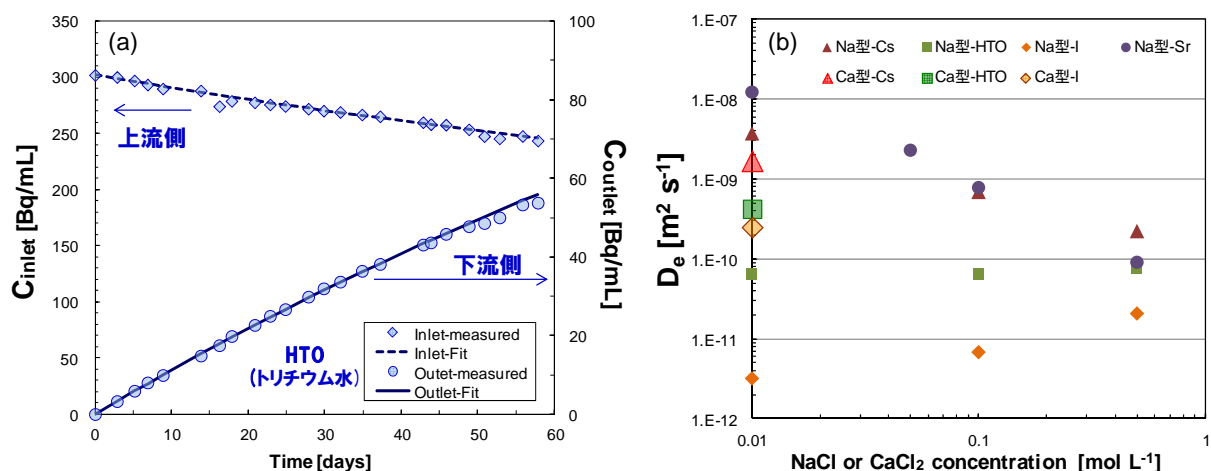 (a)
350
300
250
200
150
100
50
0
Cinlet [Bq/mL]
100
80
60
40
20
0
Coutlet [Bq/mL]
上流側
下流側
HTO
(トリチウム水)
Inlet-measured
Inlet-Fit
Outet-measured
Outlet-Fit
0 10 20 30 40 50 60
Time [days]
(b)
1.E-07
1.E-08
1.E-09
1.E-10
1.E-11
1.E-12
De [m² s⁻¹]
Na型-Cs Na型-HTO Na型-I Na型-Sr
Ca型-Cs Ca型-HTO Ca型-I
0.01 0.1 1
NaCl or CaCl₂ concentration [mol L⁻¹]